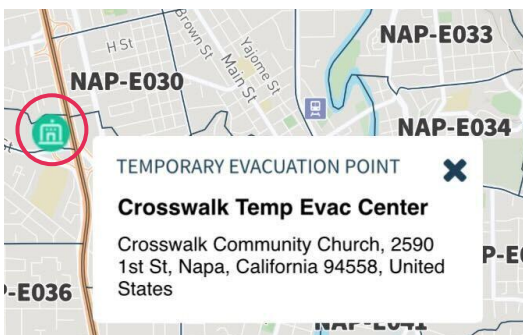 Brown St
H St
Yajome St
Main St
NAP-E033
NAP-E030
NAP-E034
TEMPORARY EVACUATION POINT
Crosswalk Temp Evac Center
Crosswalk Community Church, 2590
1st St, Napa, California 94558, United
States